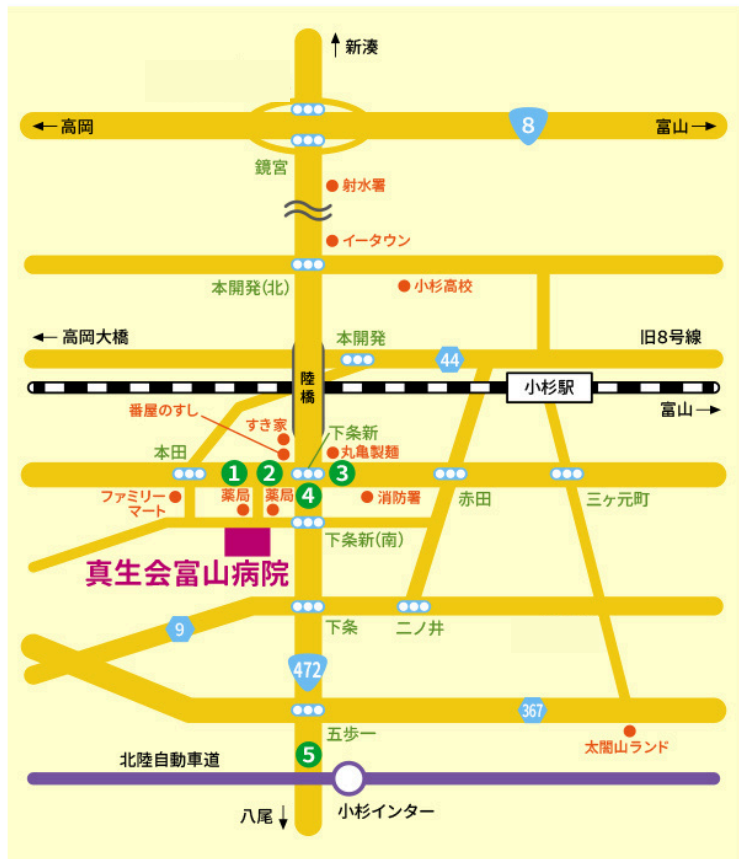 新湊
高岡
8
富山
鏡宮
射水署
イータウン
本開発(北)
小杉高校
高岡大橋
本開発
旧8号線
44
陸橋
小杉駅
富山
番屋のすし
すき家
下条新
本田
丸亀製麺
1
2
3
ファミリー
マート
薬局
薬局
4
消防署
赤田
三ヶ元町
下条新(南)
真生会富山病院
9
下条
二ノ井
472
367
五歩一
太閤山ランド
北陸自動車道
5
八尾
小杉インター